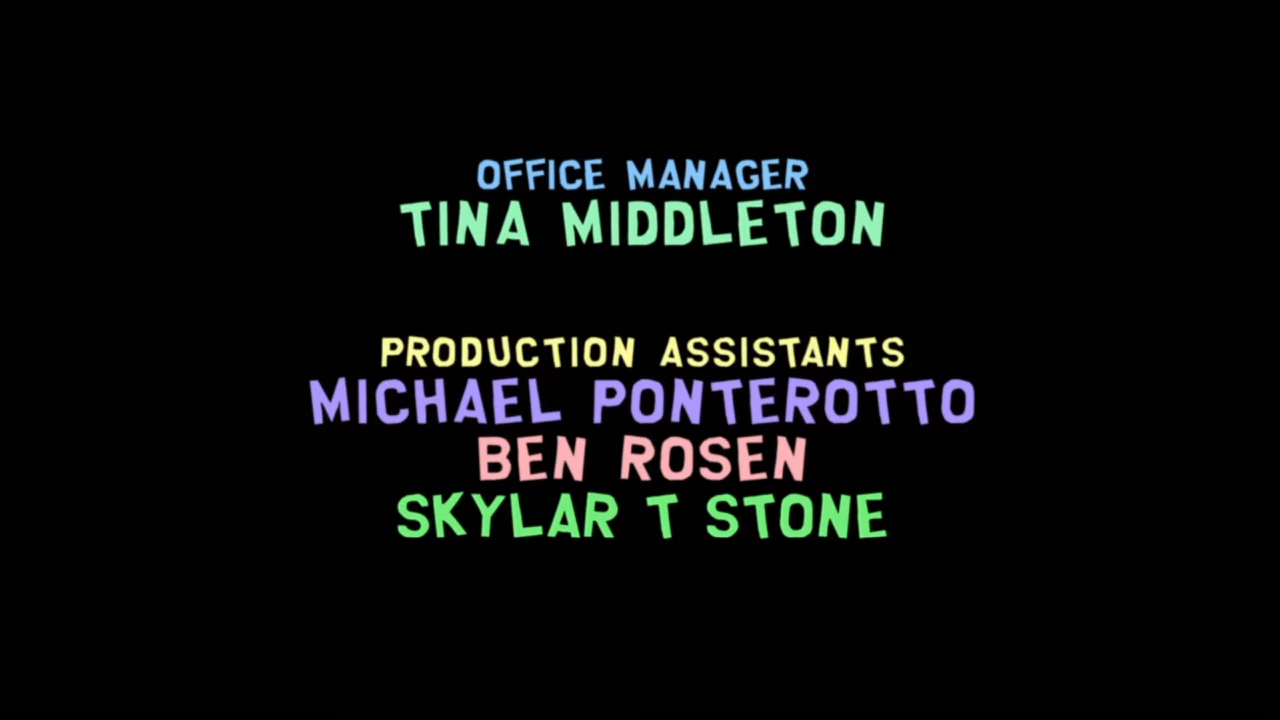 OFFICE MANAGER
TINA MIDDLETON
PRODUCTION ASSISTANTS
MICHAEL PONTEROTTO
BEN ROSEN
SKYLAR T STONE